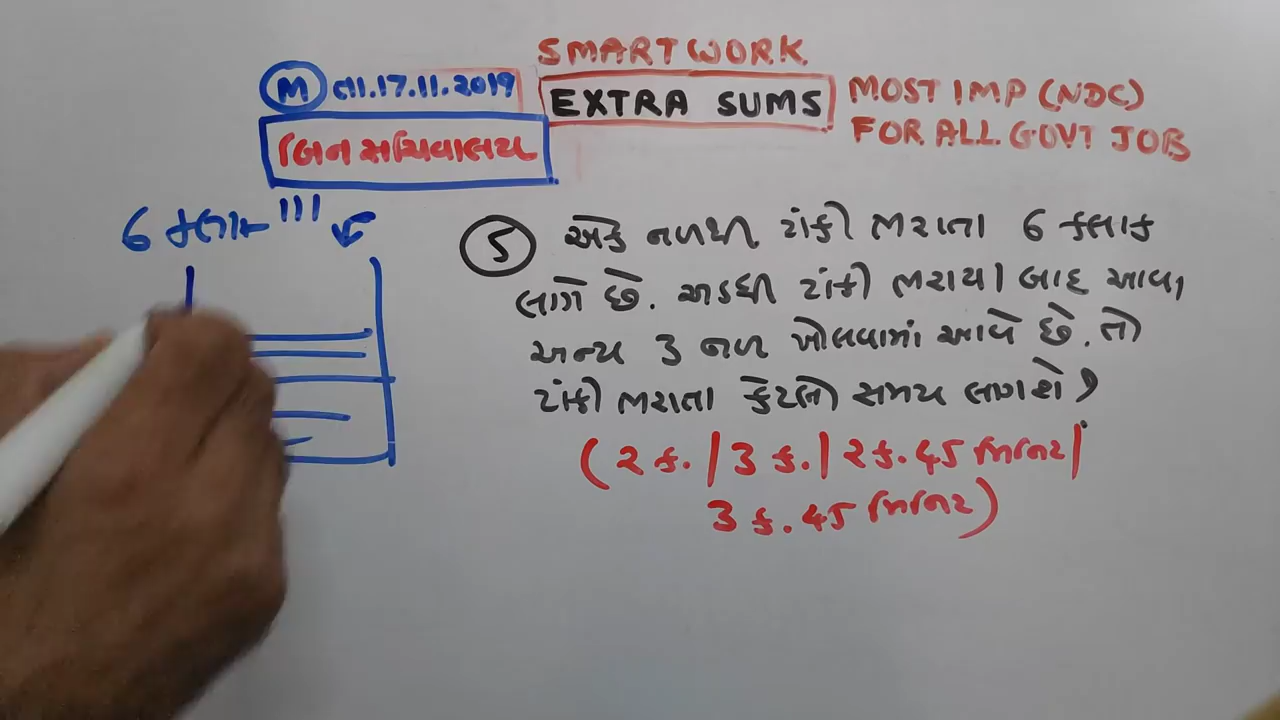 SMARTWORK
M તા.17.11.2019
EXTRA SUMS
MOST IMP (NDC)
FOR ALL GOVT JOB
બિન સચિવાલય
6 કલાક
5 એક નળથી ટાંકી ભરાતા 6 કલાક
લાગે છે. અડધી ટાંકી ભરાયા બાદ આવા
અન્ય 3 નળ ખોલવામાં આવે છે. તો
ટાંકી ભરાતા કેટલો સમય લાગશે?
(2 ક. | 3 ક. | 2 ક. 45 મિનિટ |
3 ક. 45 મિનિટ)